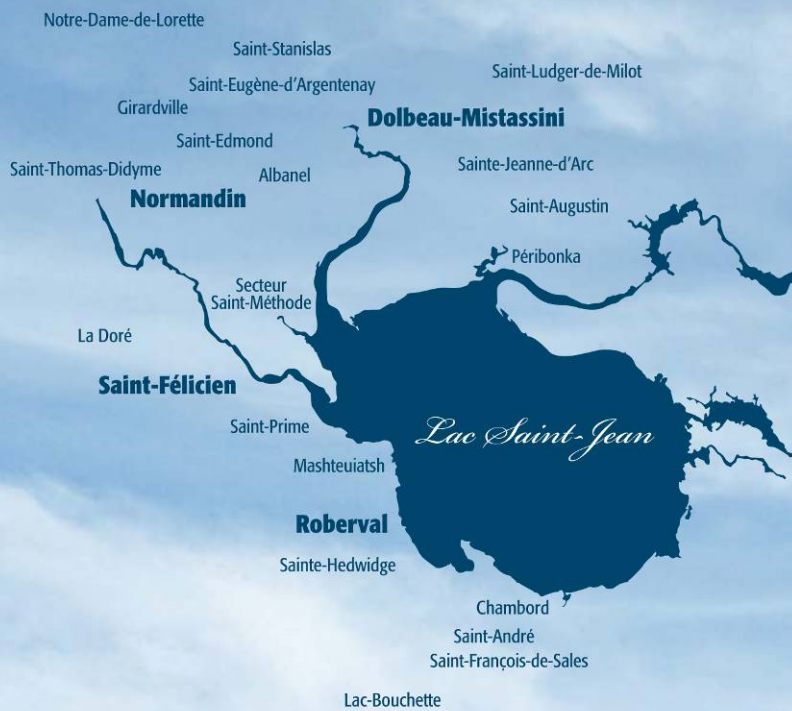 Notre-Dame-de-Lorette
Saint-Stanislas
Saint-Ludger-de-Milot
Saint-Eugène-d'Argentenay
Girardville
Dolbeau-Mistassini
Saint-Edmond
Sainte-Jeanne-d'Arc
Saint-Thomas-Didyme
Albanel
Normandin
Saint-Augustin
Péribonka
Secteur
Saint-Méthode
La Doré
Saint-Félicien
Saint-Prime
Lac Saint-Jean
Mashteuiatsh
Roberval
Sainte-Hedwidge
Chambord
Saint-André
Saint-François-de-Sales
Lac-Bouchette